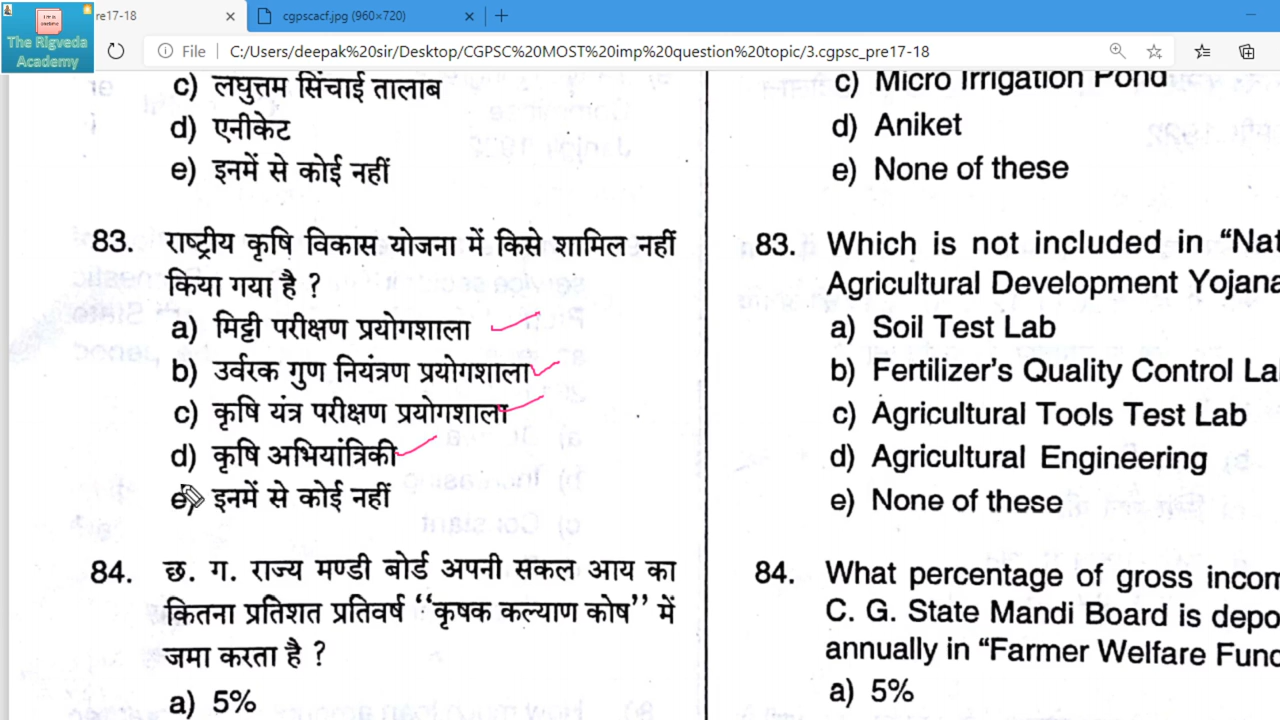 The Rigveda
Academy
re17-18
cgpscacf.jpg (960×720)
File
C:/Users/deepak%20sir/Desktop/CGPSC%20MOST%20imp%20question%20topic/3.cgpsc_pre17-18
c) लघुत्तम सिंचाई तालाब
d) एनीकेट
e) इनमें से कोई नहीं
83. राष्ट्रीय कृषि विकास योजना में किसे शामिल नहीं
किया गया है ?
a) मिट्टी परीक्षण प्रयोगशाला
b) उर्वरक गुण नियंत्रण प्रयोगशाला
c) कृषि यंत्र परीक्षण प्रयोगशाला
d) कृषि अभियांत्रिकी
e) इनमें से कोई नहीं
84. छ. ग. राज्य मण्डी बोर्ड अपनी सकल आय का
कितना प्रतिशत प्रतिवर्ष ‘‘कृषक कल्याण कोष’’ में
जमा करता है ?
a) 5%
c) Micro Irrigation Pond
d) Aniket
e) None of these
83. Which is not included in “Nat
Agricultural Development Yojana
a) Soil Test Lab
b) Fertilizer’s Quality Control La
c) Agricultural Tools Test Lab
d) Agricultural Engineering
e) None of these
84. What percentage of gross incom
C. G. State Mandi Board is depo
annually in “Farmer Welfare Fund
a) 5%